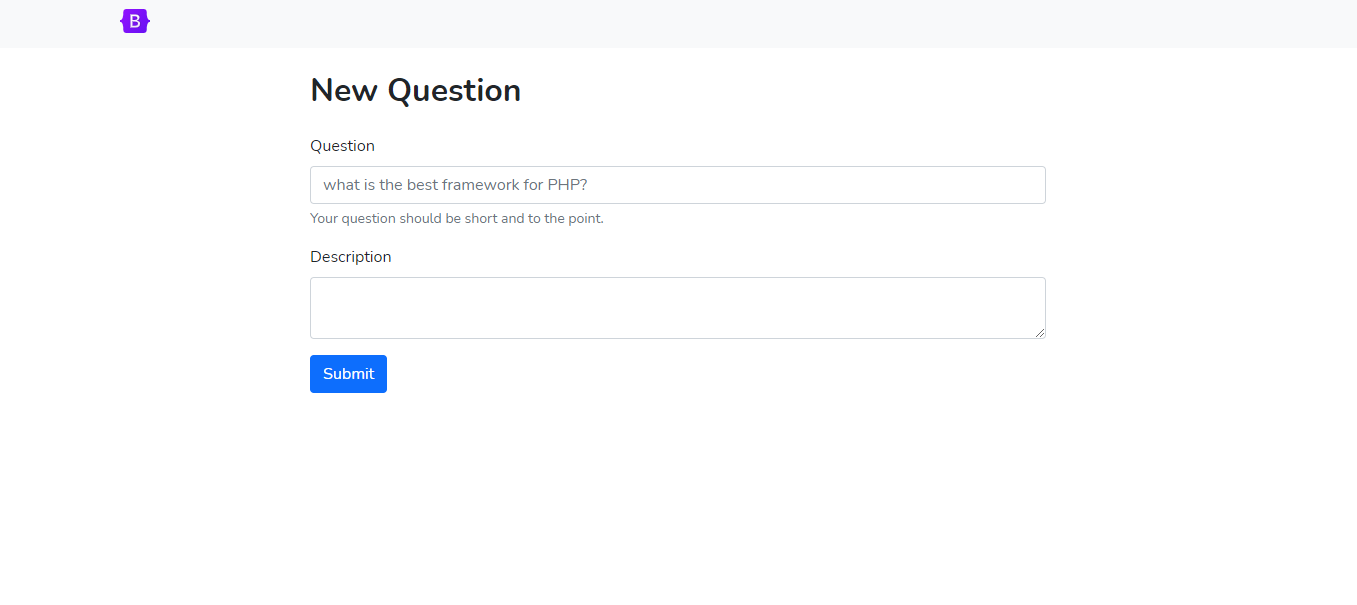 B
New Question
Question
what is the best framework for PHP?
Your question should be short and to the point.
Description
Submit